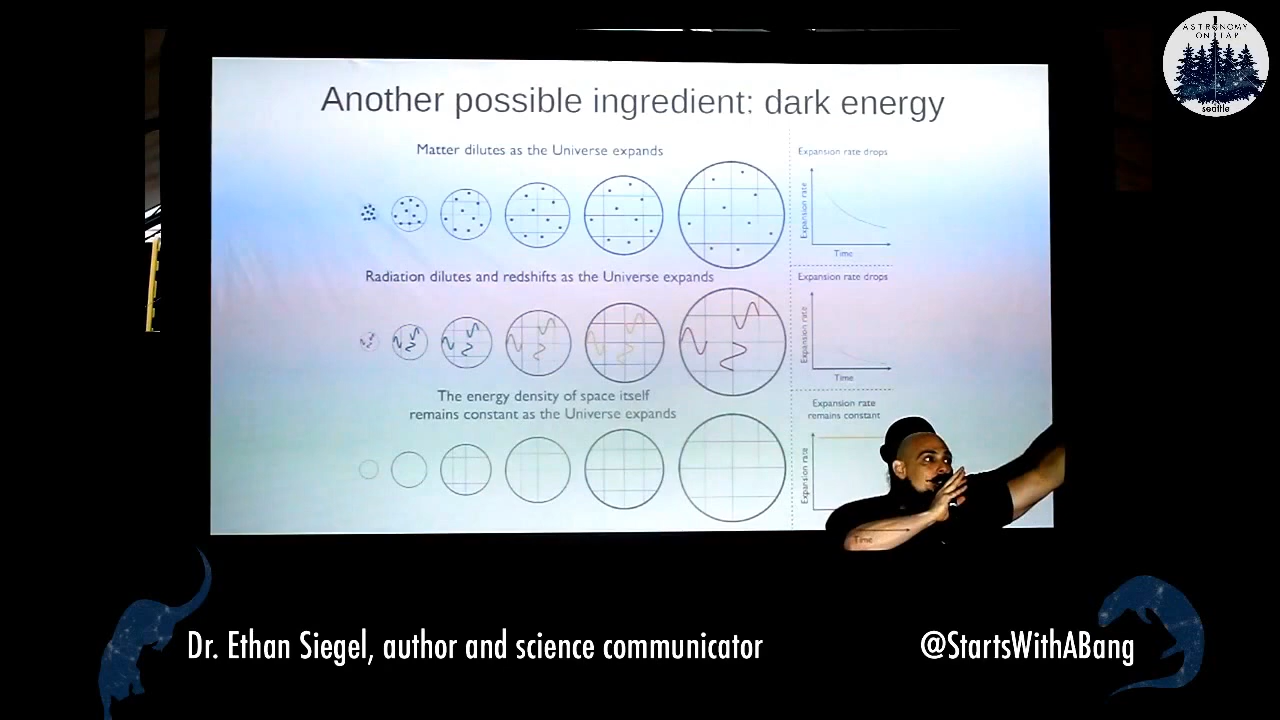 ASTRONOMY
ON TAP
seattle
Another possible ingredient: dark energy
Matter dilutes as the Universe expands
Expansion rate drops
Expansion rate
Time
Radiation dilutes and redshifts as the Universe expands
Expansion rate drops
Expansion rate
Time
The energy density of space itself
remains constant as the Universe expands
Expansion rate
remains constant
Expansion rate
Time
Dr. Ethan Siegel, author and science communicator
@StartsWithABang